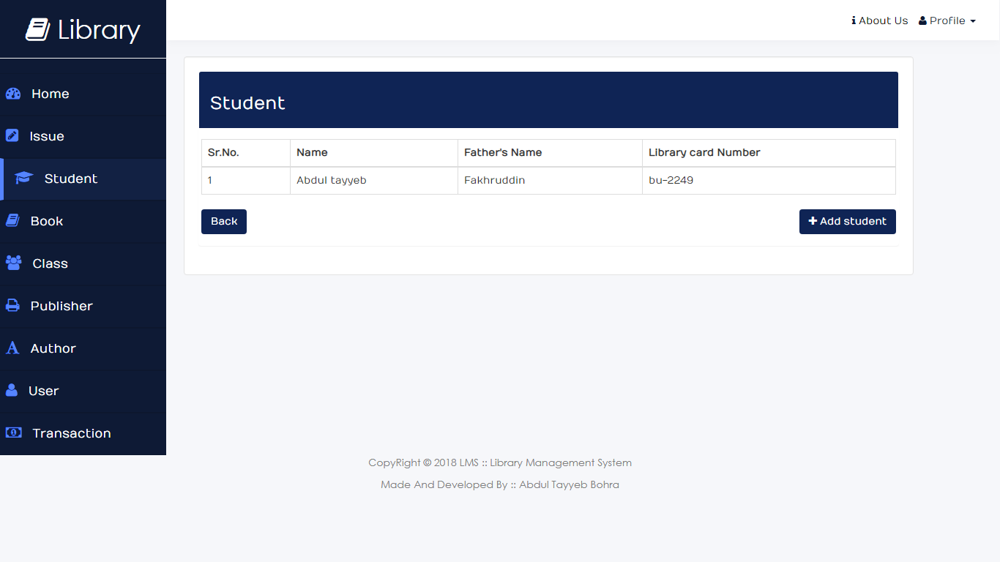 Library
About Us Profile
Home
Issue
Student
Book
Class
Publisher
Author
User
Transaction
Student
Sr.No. Name Father's Name Library card Number
1 Abdul tayyeb Fakhruddin bu-2249
Back + Add student
CopyRight © 2018 LMS :: Library Management System
Made And Developed By :: Abdul Tayyeb Bohra